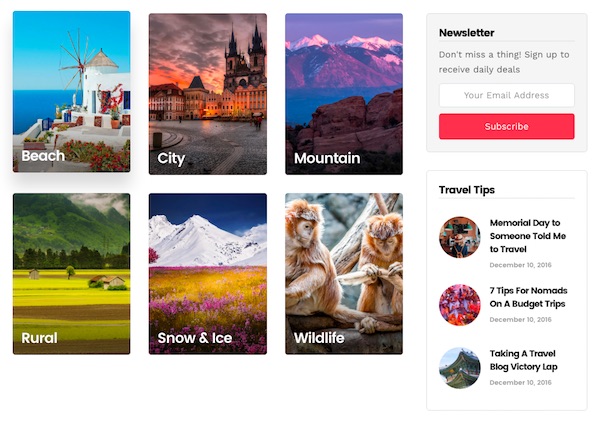 Beach
City
Mountain
Rural
Snow & Ice
Wildlife
Newsletter
Don't miss a thing! Sign up to
receive daily deals
Your Email Address
Subscribe
Travel Tips
Memorial Day to
Someone Told Me
to Travel
December 10, 2016
7 Tips For Nomads
On A Budget Trips
December 10, 2016
Taking A Travel
Blog Victory Lap
December 10, 2016